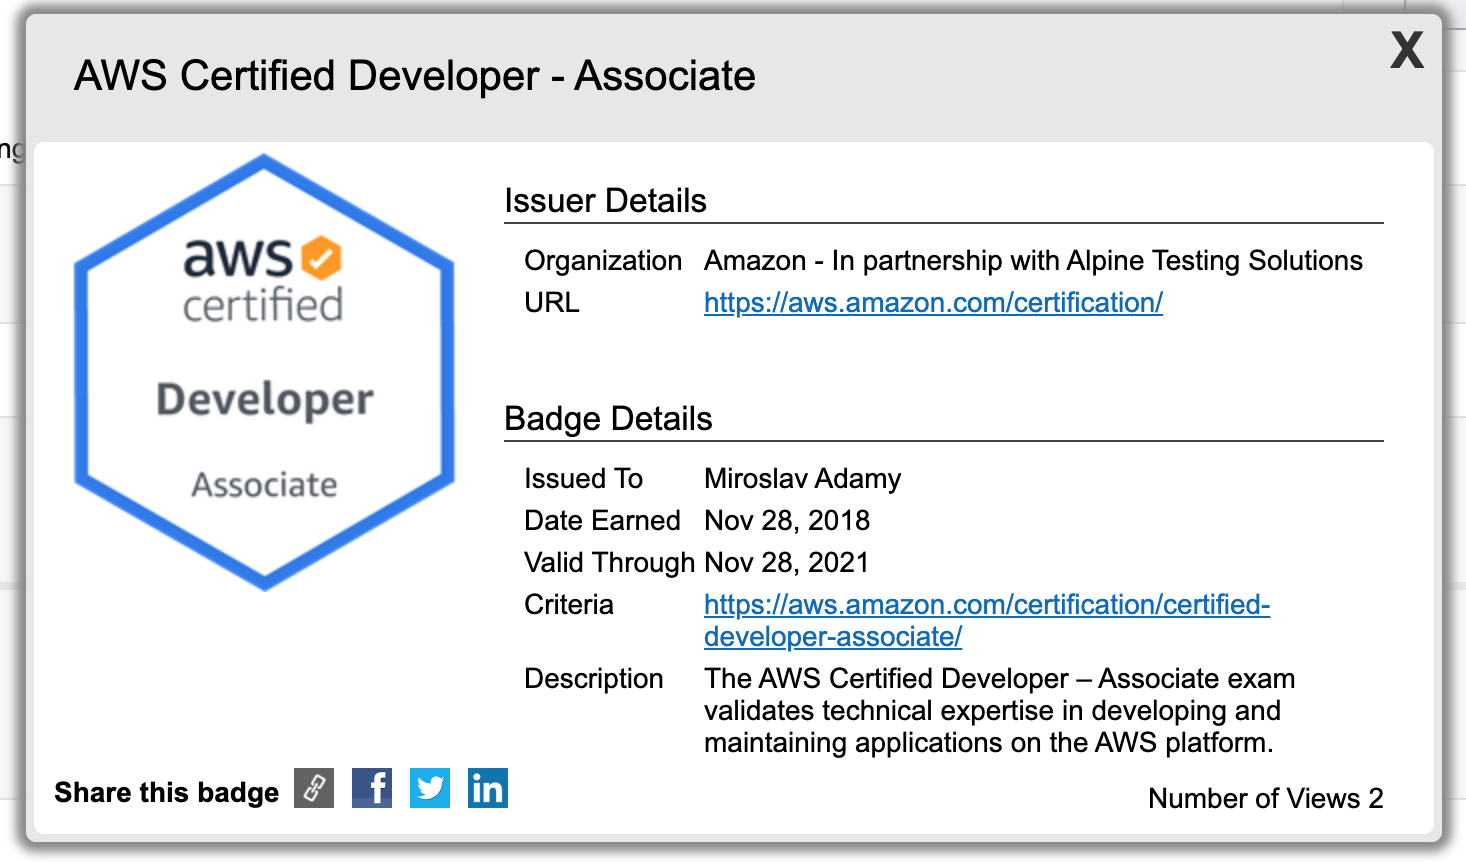 AWS Certified Developer - Associate
X
ng
aws
certified
Developer
Associate
Issuer Details
Organization Amazon - In partnership with Alpine Testing Solutions
URL https://aws.amazon.com/certification/
Badge Details
Issued To Miroslav Adamy
Date Earned Nov 28, 2018
Valid Through Nov 28, 2021
Criteria https://aws.amazon.com/certification/certified-
developer-associate/
Description The AWS Certified Developer – Associate exam
validates technical expertise in developing and
maintaining applications on the AWS platform.
Share this badge f in
Number of Views 2